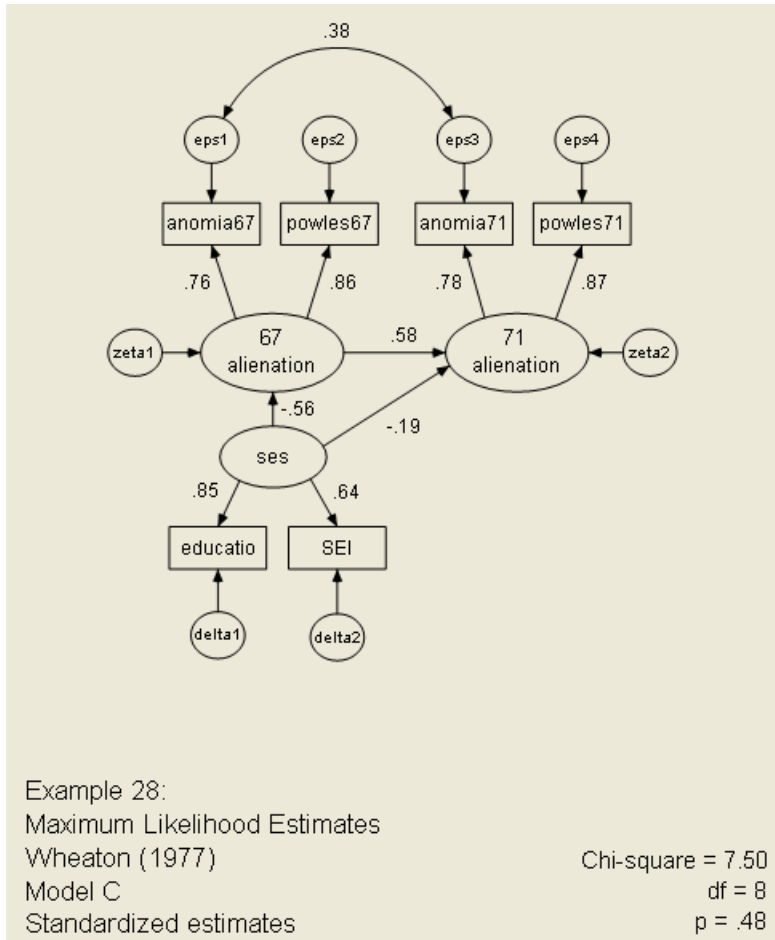 .38
eps1
eps2
eps3
eps4
anomia67
powles67
anomia71
powles71
.76
.86
.78
.87
zeta1
67
alienation
.58
71
alienation
zeta2
-.56
-.19
ses
.85
.64
educatio
SEI
delta1
delta2
Example 28:
Maximum Likelihood Estimates
Wheaton (1977)
Chi-square = 7.50
Model C
df = 8
Standardized estimates
p = .48